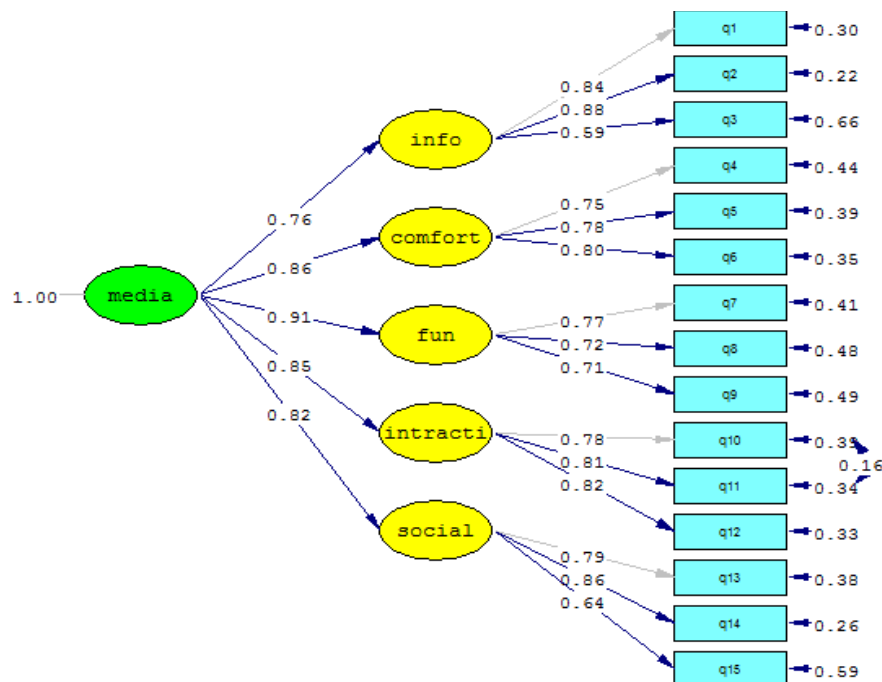 q1
0.30
0.84
q2
0.22
0.88
q3
0.66
0.59
info
q4
0.44
0.75
q5
0.39
0.78
q6
0.35
0.80
0.76
comfort
0.86
1.00
media
q7
0.41
0.77
q8
0.48
0.72
q9
0.49
0.71
0.91
fun
0.85
q10
0.39
0.78
0.16
q11
0.34
0.81
q12
0.33
0.82
0.82
intracti
q13
0.38
0.79
q14
0.26
0.86
q15
0.59
0.64
social